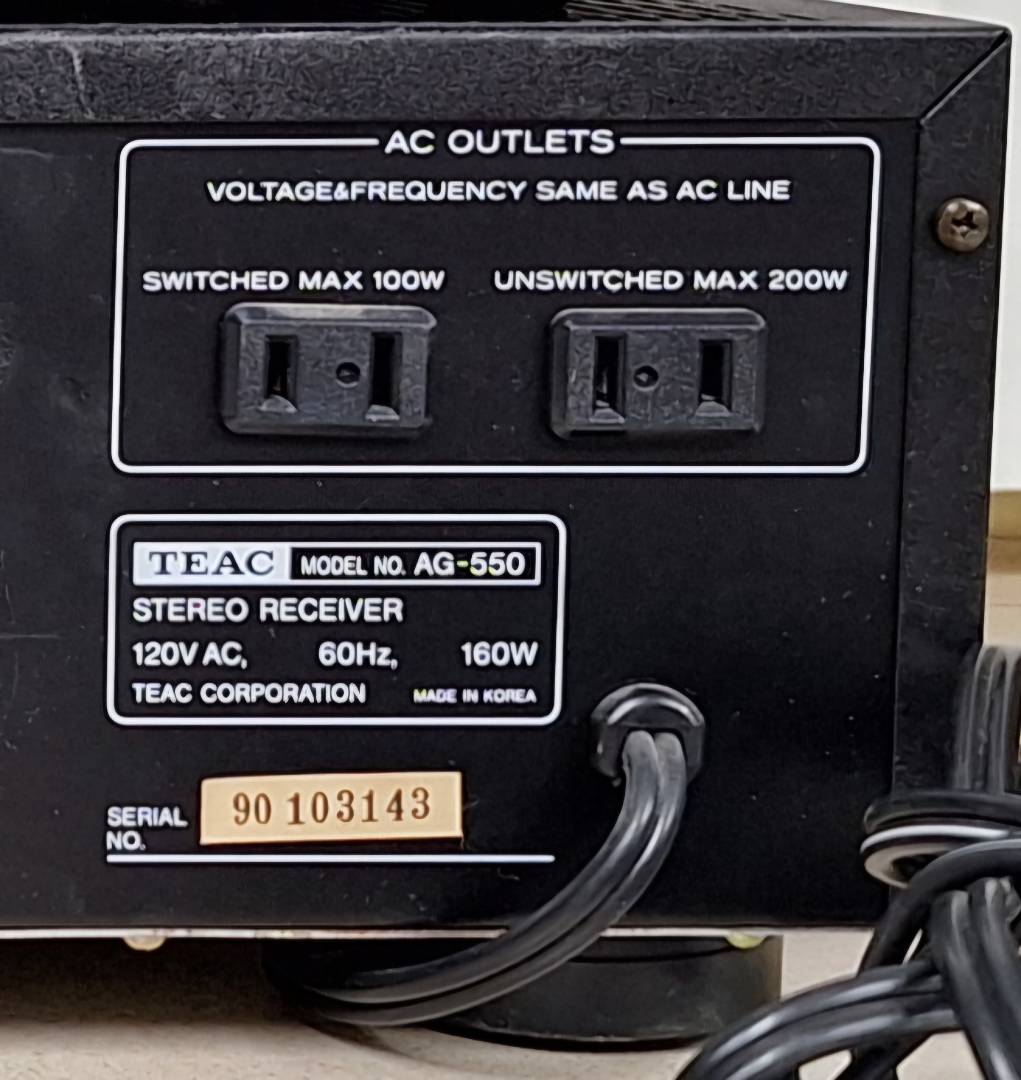 AC OUTLETS
VOLTAGE&FREQUENCY SAME AS AC LINE
SWITCHED MAX 100W UNSWITCHED MAX 200W
TEAC MODEL NO. AG-550
STEREO RECEIVER
120V AC, 60Hz, 160W
TEAC CORPORATION MADE IN KOREA
SERIAL NO. 90 103143